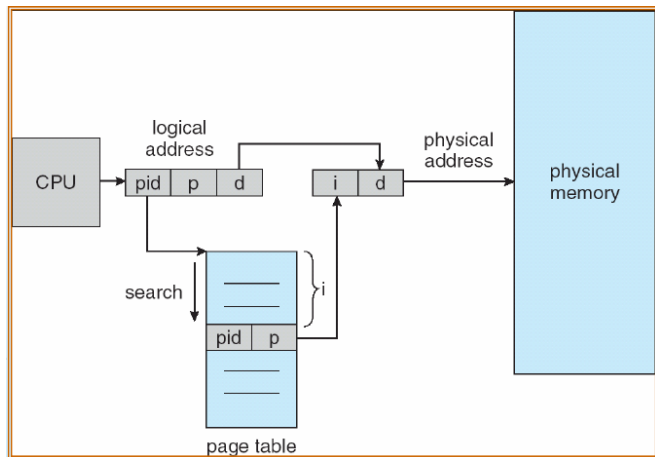 logical
address
physical
address
CPU
pid p d
i d
physical
memory
search
i
pid p
page table